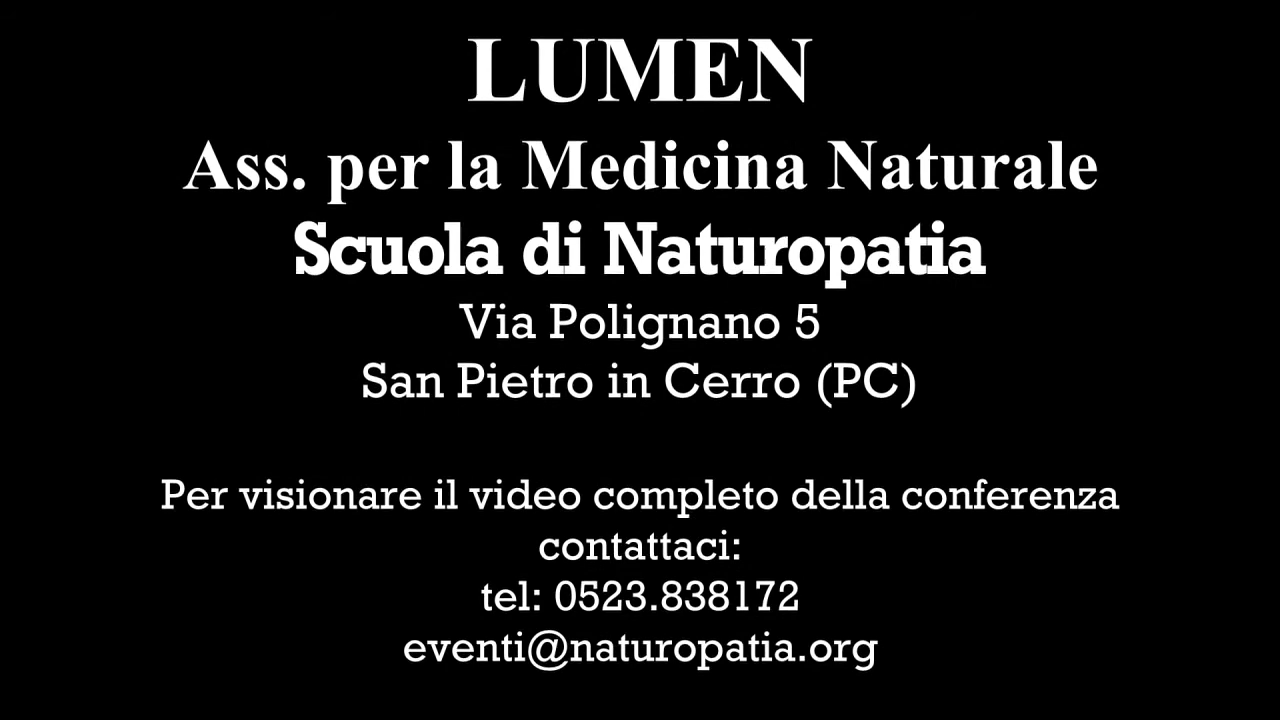 LUMEN
Ass. per la Medicina Naturale
Scuola di Naturopatia
Via Polignano 5
San Pietro in Cerro (PC)
Per visionare il video completo della conferenza
contattaci:
tel: 0523.838172
eventi@naturopatia.org